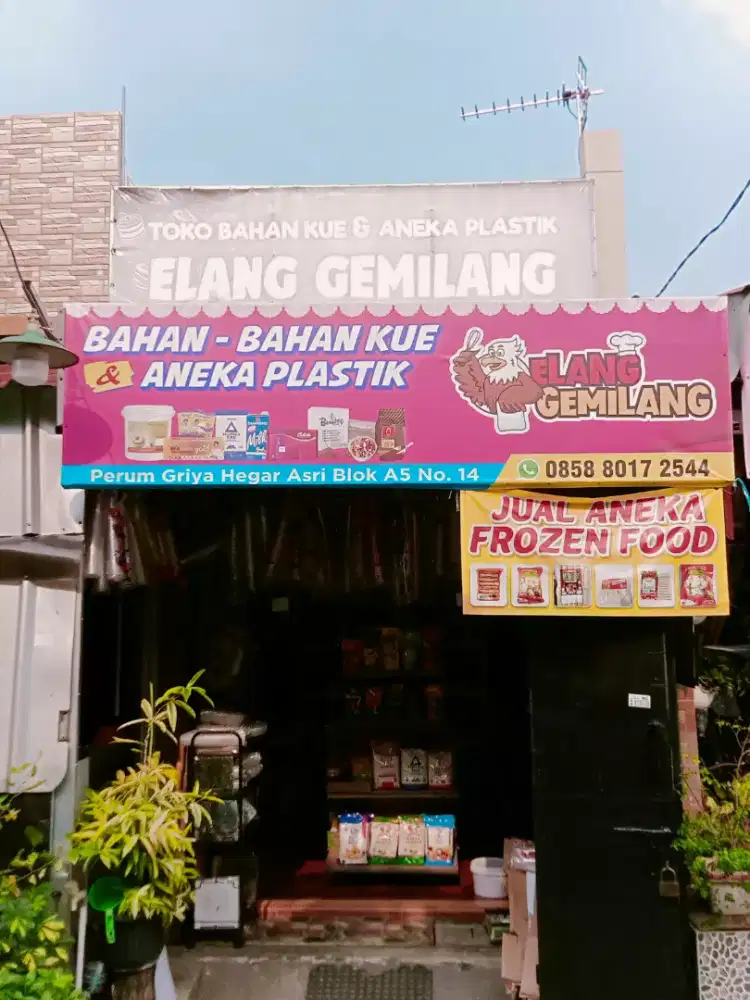 TOKO BAHAN KUE & ANEKA PLASTIK
ELANG GEMILANG
BAHAN - BAHAN KUE
& ANEKA PLASTIK
ELANG
GEMILANG
Perum Griya Hegar Asri Blok A5 No. 14
0858 8017 2544
JUAL ANEKA
FROZEN FOOD